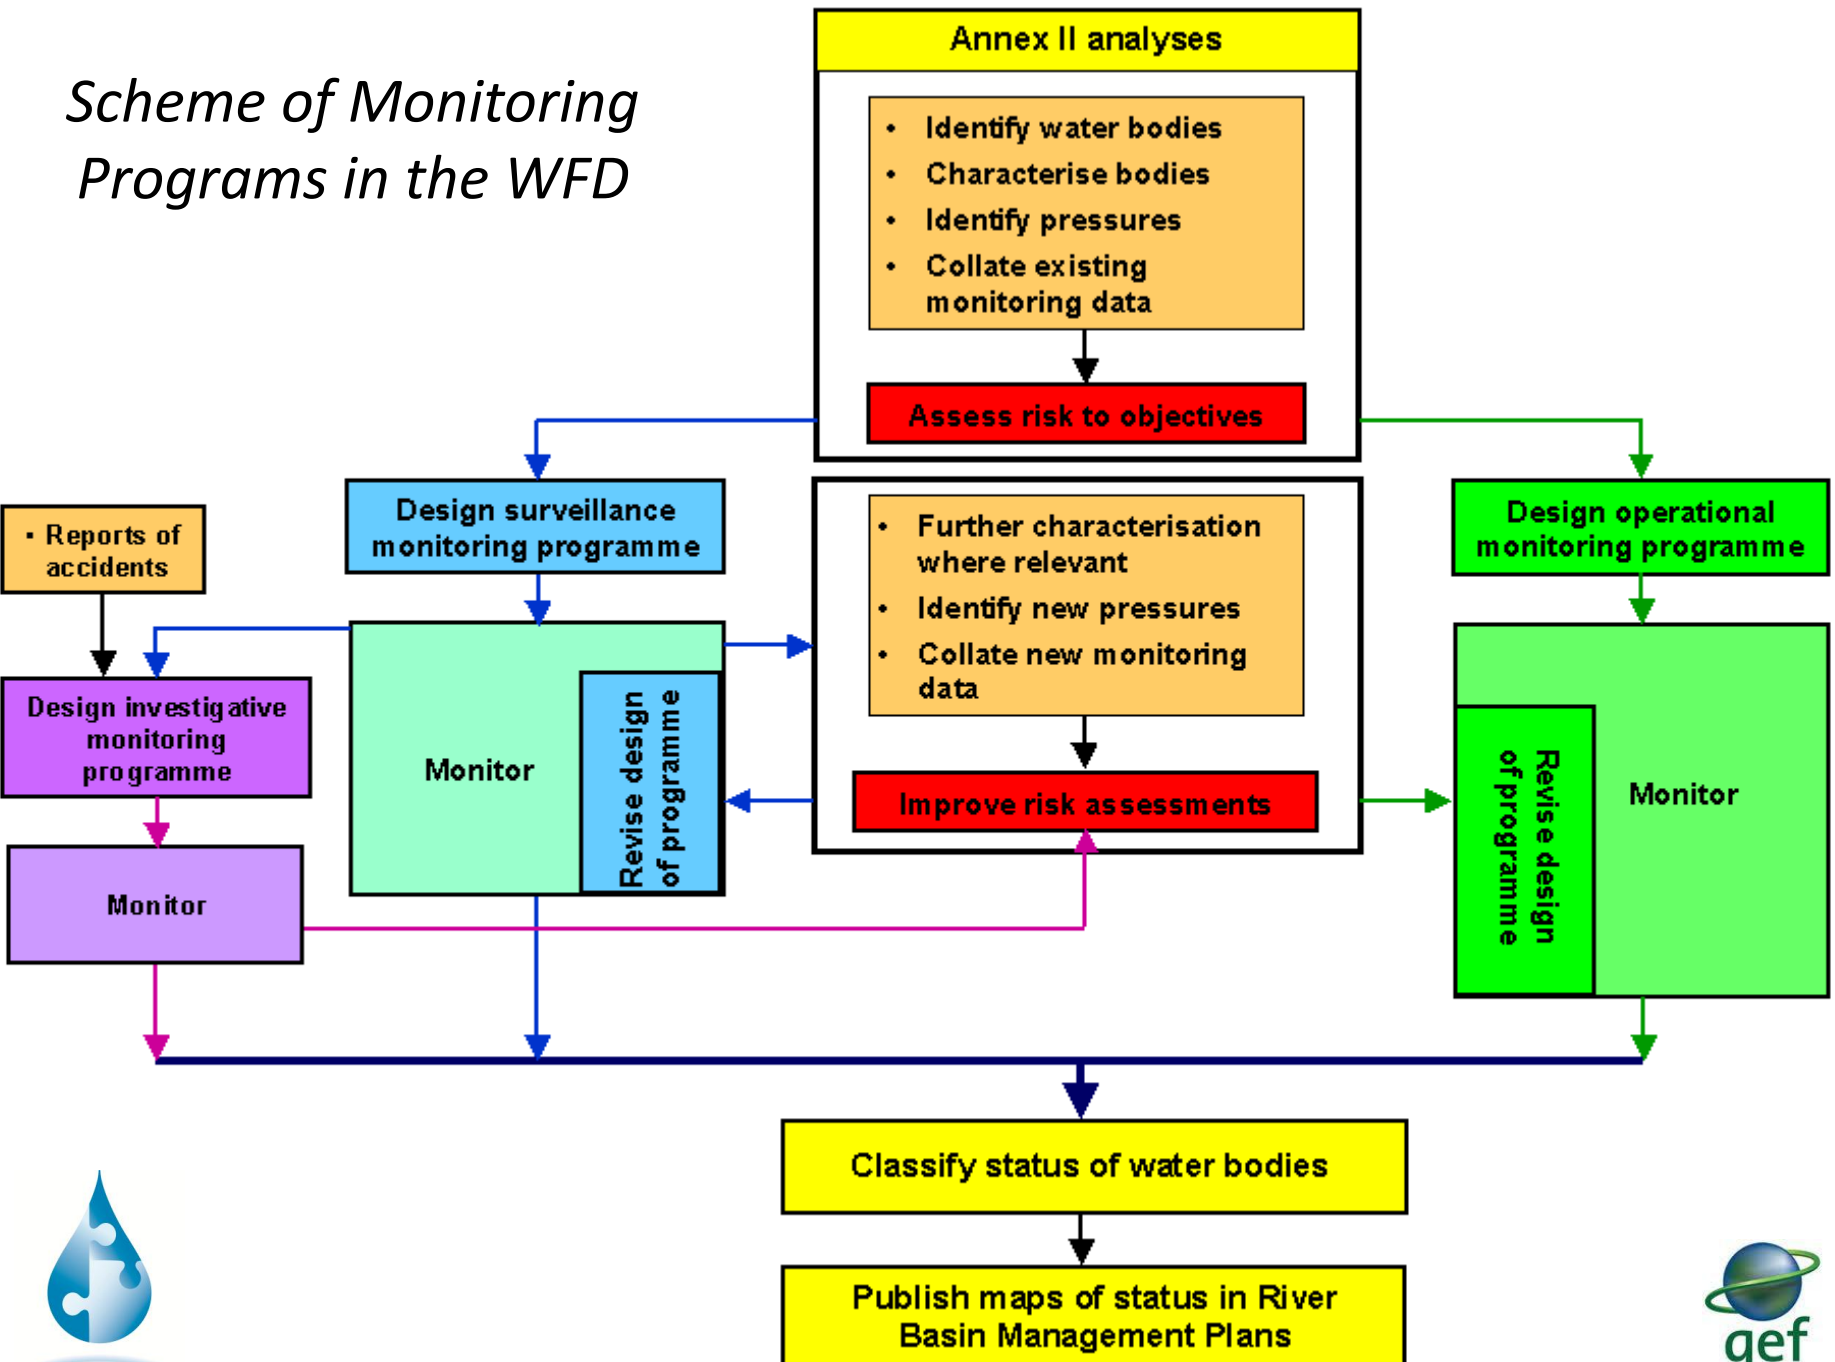 Scheme of Monitoring
Programs in the WFD
Annex II analyses
• Identify water bodies
• Characterise bodies
• Identify pressures
• Collate existing
monitoring data
Assess risk to objectives
Design surveillance
monitoring programme
• Reports of
accidents
• Further characterisation
where relevant
• Identify new pressures
• Collate new monitoring
data
Design operational
monitoring programme
Design investigative
monitoring
programme
Monitor
Revise design
of programme
Improve risk assessments
Revise design
of programme
Monitor
Monitor
Classify status of water bodies
Publish maps of status in River
Basin Management Plans
gef